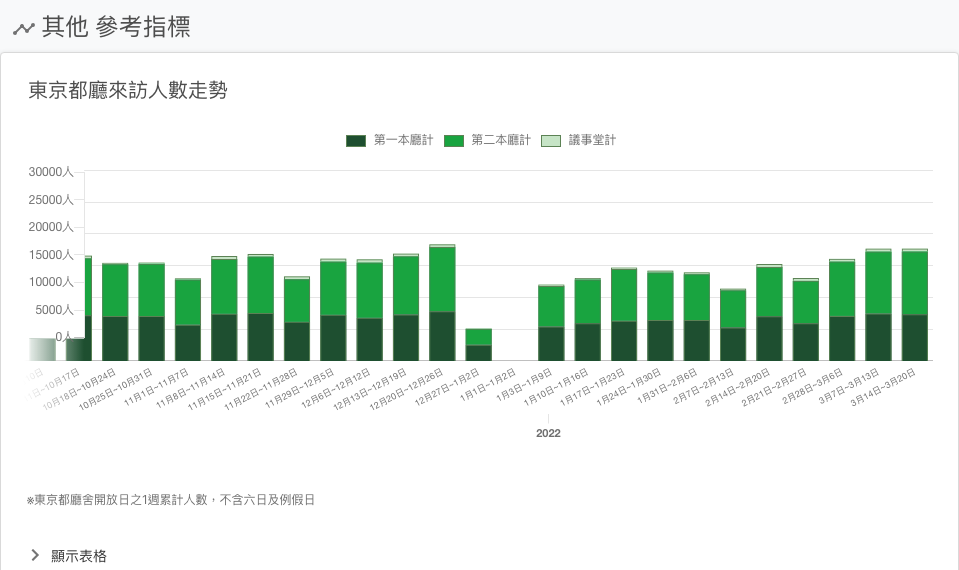 其他 參考指標
東京都廳來訪人數走勢
第一本廳計 第二本廳計 議事堂計
30000人
25000人
20000人
15000人
10000人
5000人
0人
10月18日~10月24日
10月25日~10月31日
11月1日~11月7日
11月8日~11月14日
11月15日~11月21日
11月22日~11月28日
11月29日~12月5日
12月6日~12月12日
12月13日~12月19日
12月20日~12月26日
12月27日~1月2日
1月1日~1月2日
1月3日~1月9日
1月10日~1月16日
1月17日~1月23日
1月24日~1月30日
1月31日~2月6日
2月7日~2月13日
2月14日~2月20日
2月21日~2月27日
2月28日~3月6日
3月7日~3月13日
3月14日~3月20日
2022
※東京都廳舍開放日之1週累計人數，不含六日及例假日
顯示表格